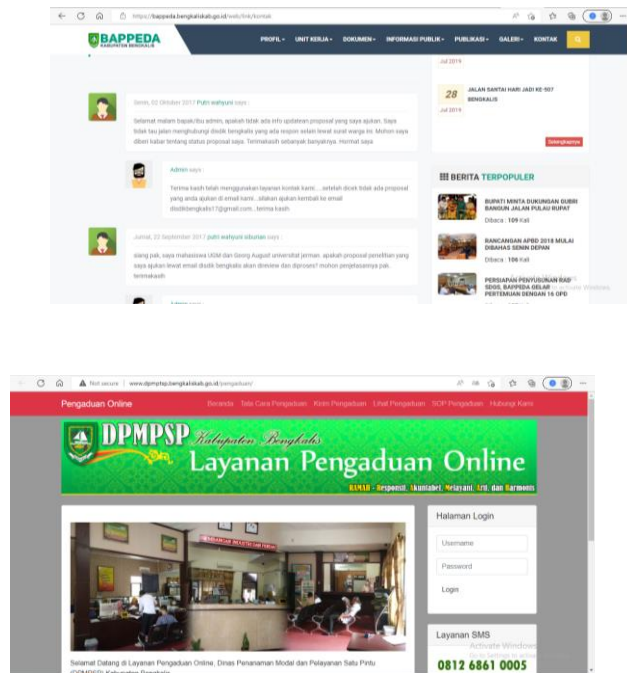 https://bappeda.bengkaliskab.go.id/web/link/kontak
BAPPEDA
KABUPATEN BENGKALIS
PROFIL UNIT KERJA DOKUMEN INFORMASI PUBLIK PUBLIKASI GALERI KONTAK
Jul 2019
28
Jul 2019
JALAN SANTAI HARI JADI KE-507
BENGKALIS
Selengkapnya
Senin, 02 Oktober 2017 Putri wahyuni says :
Selamat malam bapak/ibu admin, apakah tidak ada info updatean proposal yang saya ajukan. Saya
tidak tau jalan menghubungi disdik bengkalis yang ada respon selain lewat surat warga ini. Mohon saya
diberi kabar tentang status proposal saya. Terimakasih sebanyak banyaknya. Hormat saya
Admin says :
Terima kasih telah menggunakan layanan kontak kami.... setelah dicek tidak ada proposal
yang anda ajukan di email kami...silakan ajukan kembali ke email
disdikbengkalis17@gmail.com...terima kasih.
Jumat, 22 September 2017 putri wahyuni
says :
siang pak, saya mahasiswa UGM dan Georg August universitat jerman. apakah proposal penelitian yang
saya ajukan lewat email disdik bengkalis akan direview dan diproses? mohon penjelasannya pak.
terimakasih.
Admin says :
BERITA TERPOPULER
BUPATI MINTA DUKUNGAN GUBRI
BANGUN JALAN PULAU RUPAT
Dibaca : 109 Kali
RANCANGAN APBD 2018 MULAI
DIBAHAS SENIN DEPAN
Dibaca : 106 Kali
PERSIAPAN PENYUSUNAN RAD
SDGS, BAPPEDA GELAR
PERTEMUAN DENGAN 16 OPD
Not secure www.dpmptsp.bengkaliskab.go.id/pengaduan/
Pengaduan Online Beranda Tata Cara Pengaduan Kirim Pengaduan Lihat Pengaduan SOP Pengaduan Hubungi Kami
DPMPSP Kabupaten Bengkalis
Layanan Pengaduan Online
RAMAH - Responsif, Akuntabel, Melayani, Arif, dan Harmonis
Halaman Login
Username
Password
Login
Layanan SMS
Activate Windows
0812 6861 0005
Selamat Datang di Layanan Pengaduan Online, Dinas Penanaman Modal dan Pelayanan Satu Pintu
(DPMPSP) Kabupaten Bengkalis